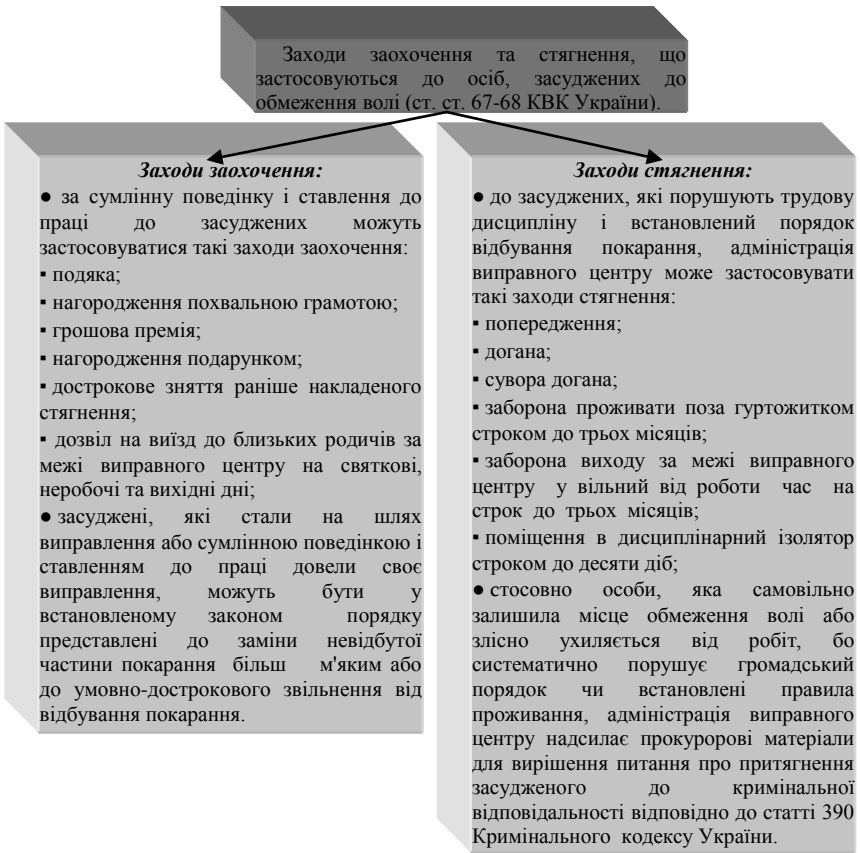 Заходи заохочення та стягнення, що
застосовуються до осіб, засуджених до
обмеження волі (ст. ст. 67-68 КВК України).
Заходи заохочення:
● за сумлінну поведінку і ставлення до
праці до засуджених можуть
застосовуватися такі заходи заохочення:
▪ подяка;
▪ нагородження похвальною грамотою;
▪ грошова премія;
▪ нагородження подарунком;
▪ дострокове зняття раніше накладеного
стягнення;
▪ дозвіл на виїзд до близьких родичів за
межі виправного центру на святкові,
неробочі та вихідні дні;
● засуджені, які стали на шлях
виправлення або сумлінною поведінкою і
ставленням до праці довели своє
виправлення, можуть бути у
встановленому законом порядку
представлені до заміни невідбутої
частини покарання більш м'яким або
до умовно-дострокового звільнення від
відбування покарання.
Заходи стягнення:
● до засуджених, які порушують трудову
дисципліну і встановлений порядок
відбування покарання, адміністрація
виправного центру може застосовувати
такі заходи стягнення:
▪ попередження;
▪ догана;
▪ сувора догана;
▪ заборона проживати поза гуртожитком
строком до трьох місяців;
▪ заборона виходу за межі виправного
центру у вільний від роботи час на
строк до трьох місяців;
▪ поміщення в дисциплінарний ізолятор
строком до десяти діб;
● стосовно особи, яка самовільно
залишила місце обмеження волі або
злісно ухиляється від робіт, бо
систематично порушує громадський
порядок чи встановлені правила
проживання, адміністрація виправного
центру надсилає прокуророві матеріали
для вирішення питання про притягнення
засудженого до кримінальної
відповідальності відповідно до статті 390
Кримінального кодексу України.